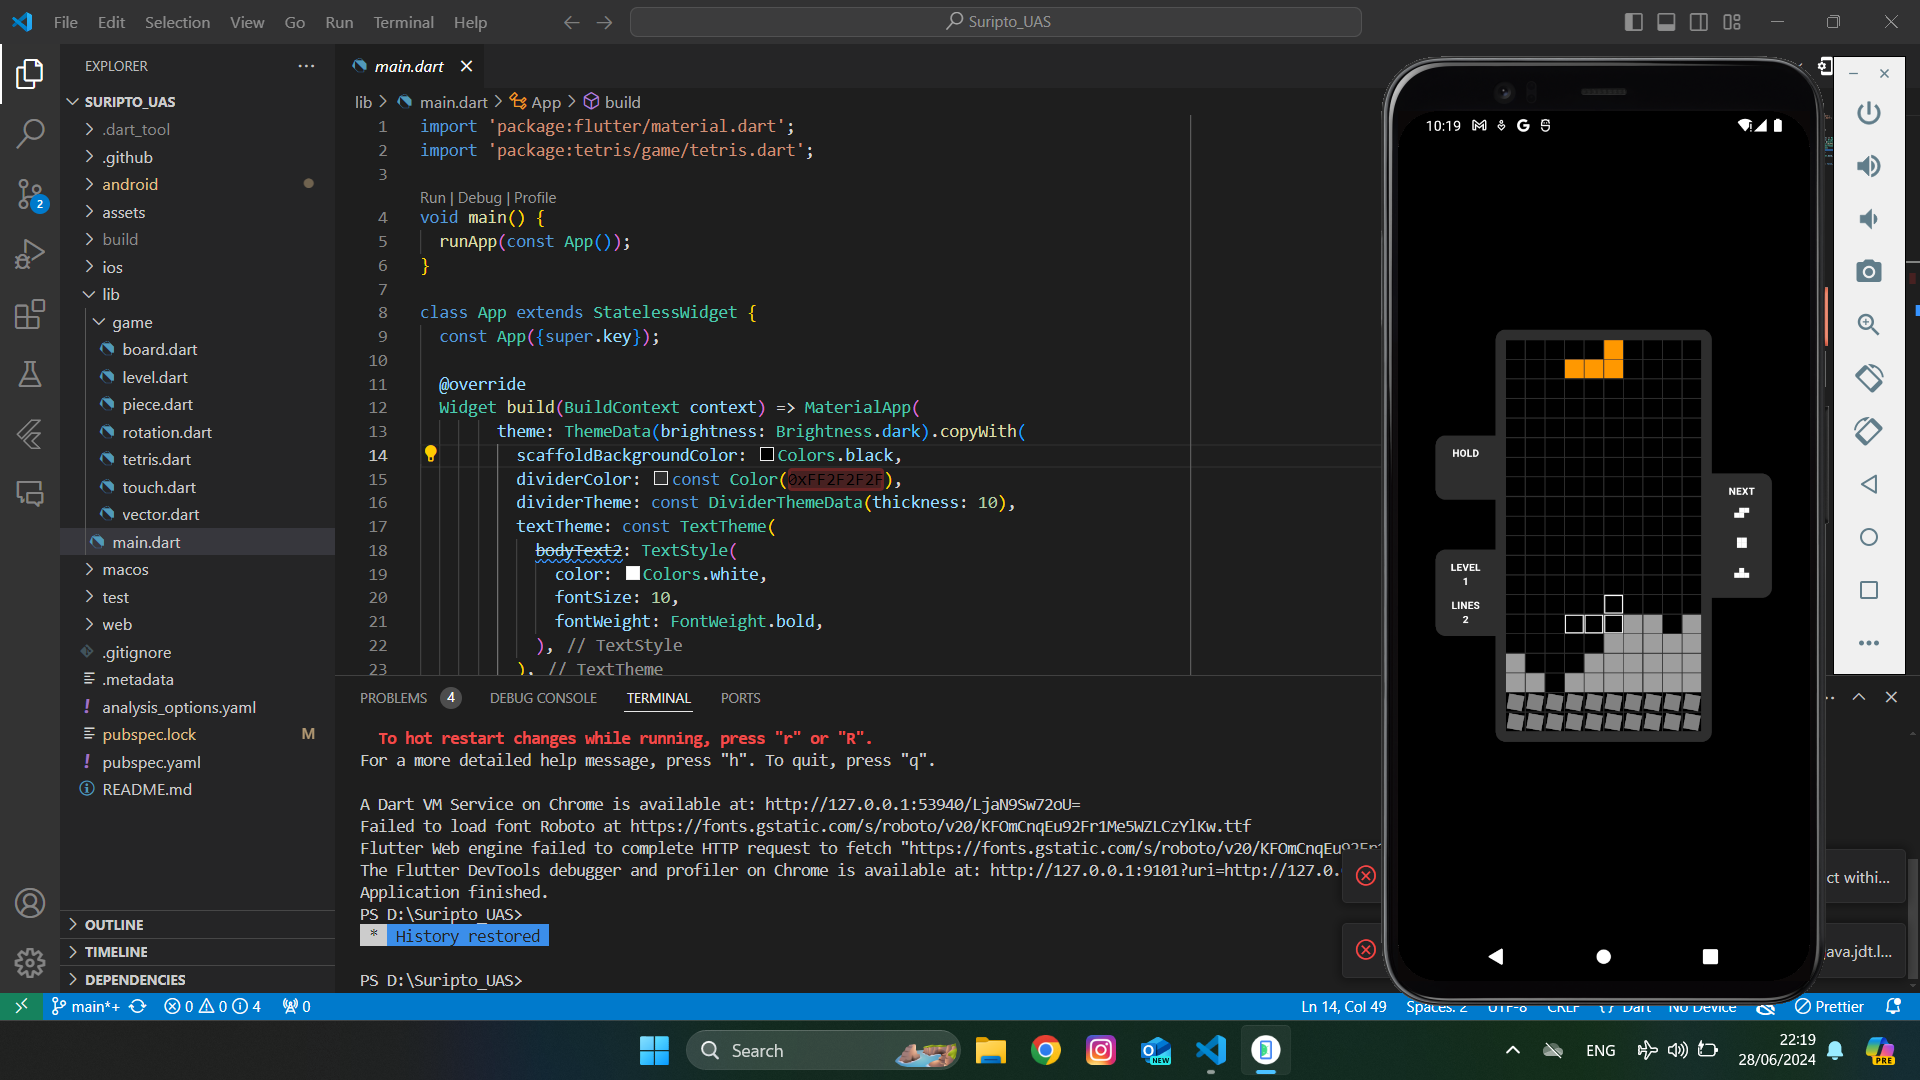 File Edit Selection View Go Run Terminal Help
Suripto_UAS
EXPLORER
SURIPTO_UAS
.dart_tool
.github
android
assets
build
ios
lib
game
board.dart
level.dart
piece.dart
rotation.dart
tetris.dart
touch.dart
vector.dart
main.dart
macos
test
web
.gitignore
.metadata
analysis_options.yaml
pubspec.lock M
pubspec.yaml
README.md
OUTLINE
TIMELINE
DEPENDENCIES
main.dart
lib > main.dart > App > build
1 import 'package:flutter/material.dart';
2 import 'package:tetris/game/tetris.dart';
3
Run | Debug | Profile
4 void main() {
5 runApp(const App());
6 }
7
8 class App extends StatelessWidget {
9 const App({super.key});
10
11 @override
12 Widget build(BuildContext context) => MaterialApp(
13 theme: ThemeData(brightness: Brightness.dark).copyWith(
14 scaffoldBackgroundColor: Colors.black,
15 dividerColor: const Color(0xFF2F2F2F),
16 dividerTheme: const DividerThemeData(thickness: 10),
17 textTheme: const TextTheme(
18 bodyText2: TextStyle(
19 color: Colors.white,
20 fontSize: 10,
21 fontWeight: FontWeight.bold,
22 ), // TextStyle
23 ), // TextTheme
PROBLEMS 4 DEBUG CONSOLE TERMINAL PORTS
To hot restart changes while running, press "r" or "R".
For a more detailed help message, press "h". To quit, press "q".
A Dart VM Service on Chrome is available at: http://127.0.0.1:53940/LjaN9Sw72oU=
Failed to load font Roboto at https://fonts.gstatic.com/s/roboto/v20/KFOmCnqEu92Fr1Me5WZLCzYlKw.ttf
Flutter Web engine failed to complete HTTP request to fetch "https://fonts.gstatic.com/s/roboto/v20/KFOmCnqEu92Fr1
The Flutter DevTools debugger and profiler on Chrome is available at: http://127.0.0.1:9101?uri=http://127.0.
Application finished.
PS D:\Suripto_UAS>
* History restored
PS D:\Suripto_UAS>
10:19
HOLD
NEXT
LEVEL
1
LINES
2
ct withi...
java.jdt.l...
2
main*+ 0 0 4 0
Ln 14, Col 49 Spaces: 2 UTF-8 CRLF {} Dart No Device Prettier
Search
NEW
ENG
22:19
28/06/2024
PRE